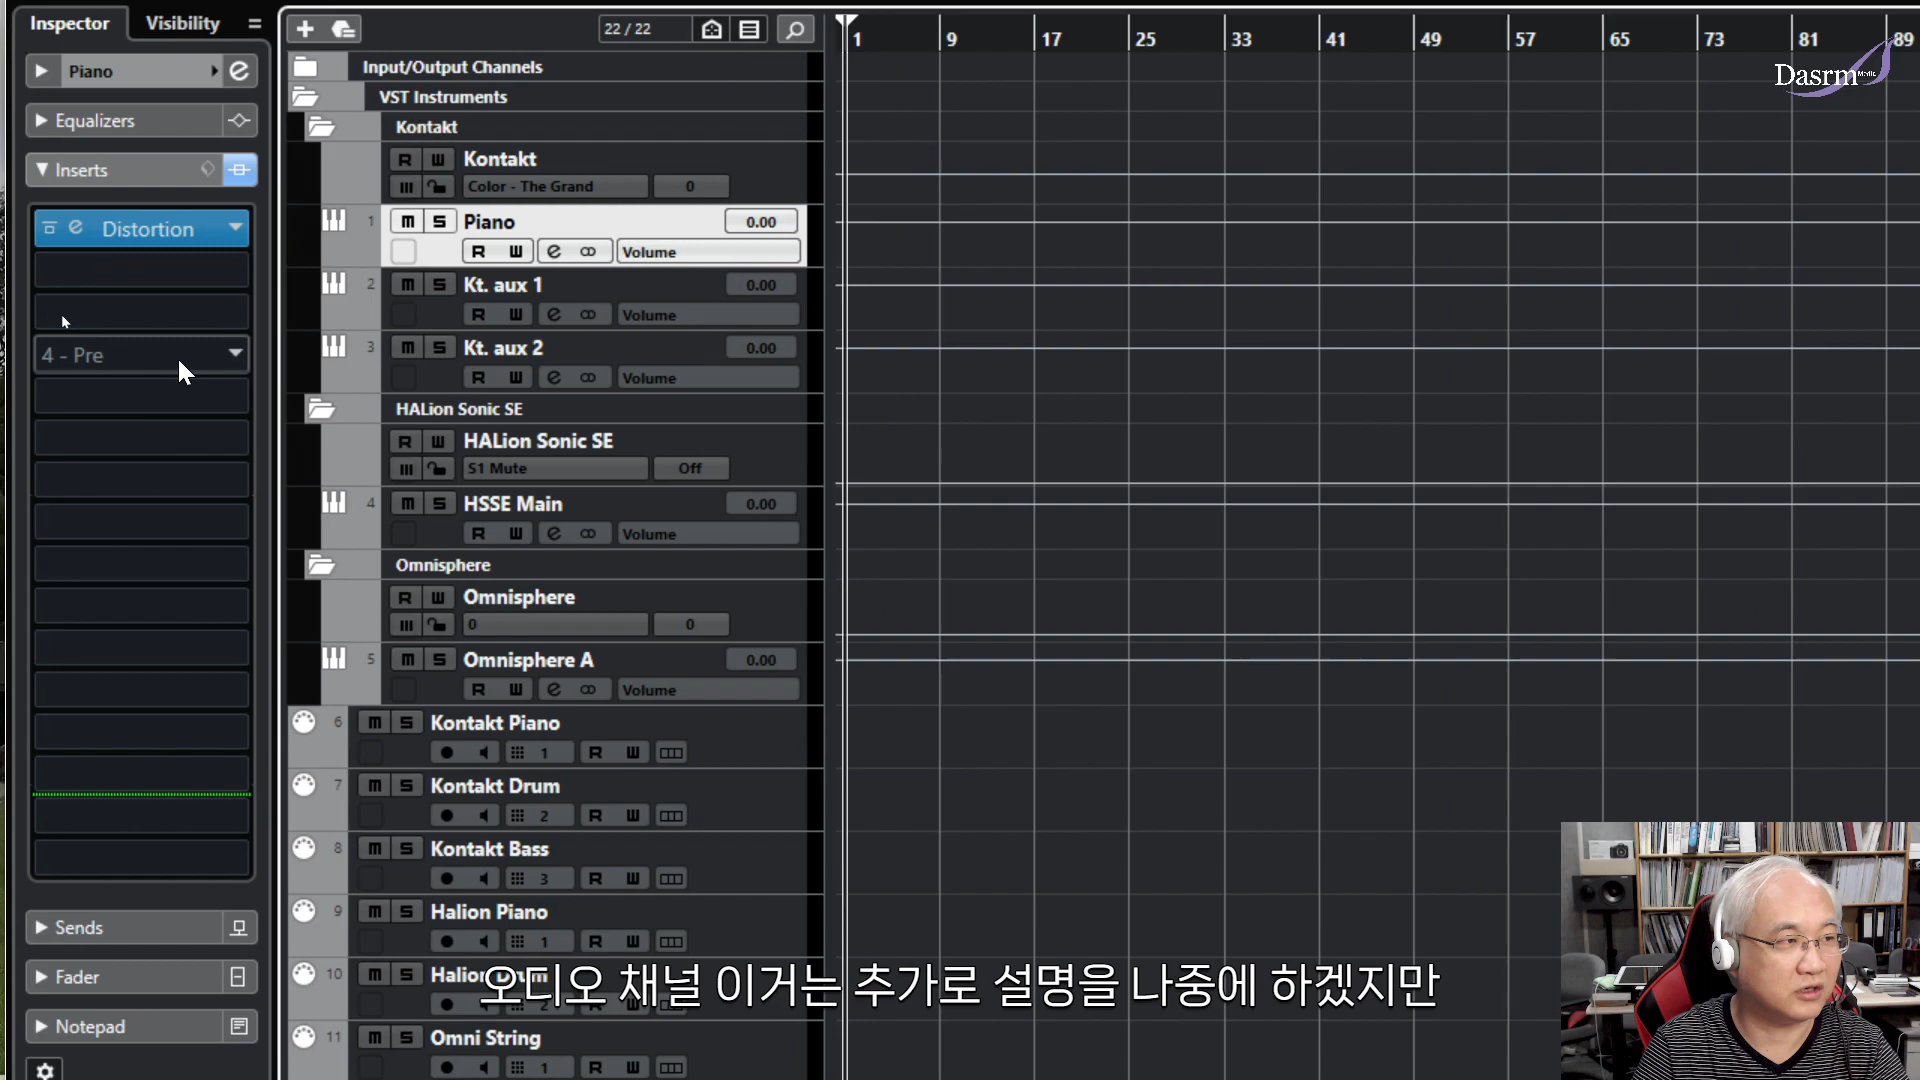 Inspector
Visibility
22 / 22
1 9 17 25 33 41 49 57 65 73 81 89
Dasrm Media
Piano
Equalizers
Inserts
Distortion
4 - Pre
Sends
Fader
Notepad
Input/Output Channels
VST Instruments
Kontakt
R W Kontakt
Color - The Grand 0
1 M S Piano 0.00
R W e Volume
2 M S Kt. aux 1 0.00
R W e Volume
3 M S Kt. aux 2 0.00
R W e Volume
HALion Sonic SE
R W HALion Sonic SE
S1 Mute Off
4 M S HSSE Main 0.00
R W e Volume
Omnisphere
R W Omnisphere
0 0
5 M S Omnisphere A 0.00
R W e Volume
6 M S Kontakt Piano
1 R W
7 M S Kontakt Drum
2 R W
8 M S Kontakt Bass
3 R W
9 M S Halion Piano
1 R W
10 M S Halion Drum
2 R W
11 M S Omni String
1 R W
오디오 채널 이거는 추가로 설명을 나중에 하겠지만